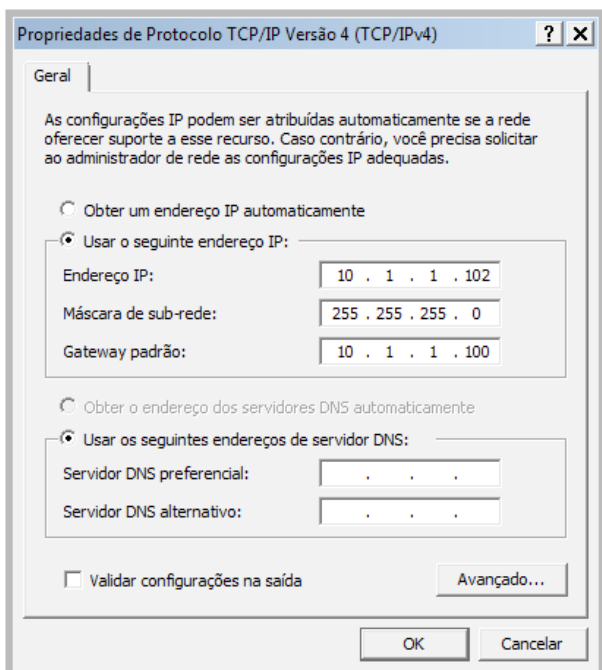 Propriedades de Protocolo TCP/IP Versão 4 (TCP/IPv4)
Geral
As configurações IP podem ser atribuídas automaticamente se a rede
oferecer suporte a esse recurso. Caso contrário, você precisa solicitar
ao administrador de rede as configurações IP adequadas.
Obter um endereço IP automaticamente
Usar o seguinte endereço IP:
Endereço IP: 10 . 1 . 1 . 102
Máscara de sub-rede: 255 . 255 . 255 . 0
Gateway padrão: 10 . 1 . 1 . 100
Obter o endereço dos servidores DNS automaticamente
Usar os seguintes endereços de servidor DNS:
Servidor DNS preferencial: . . .
Servidor DNS alternativo: . . .
Validar configurações na saída Avançado...
OK Cancelar